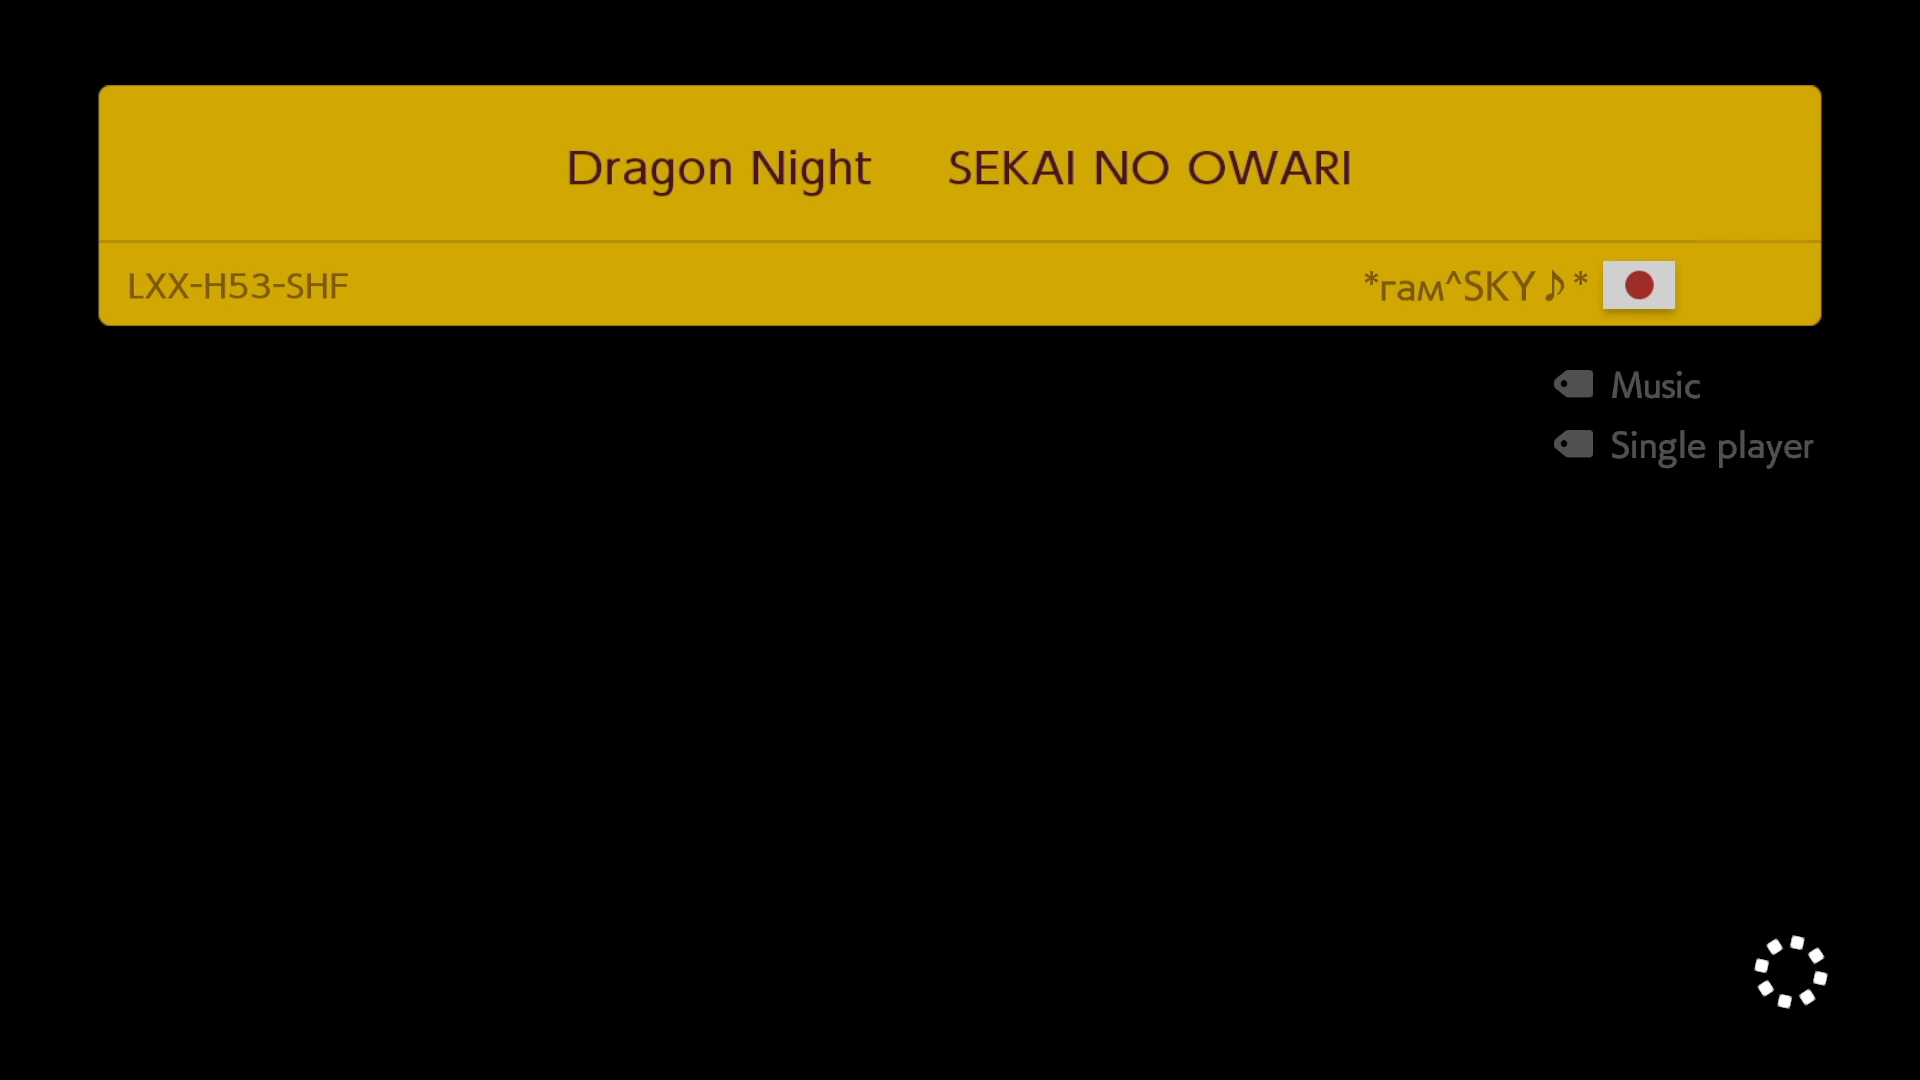 Dragon Night　SEKAI NO OWARI
LXX-H53-SHF
*гам^SKY♪*
Music
Single player